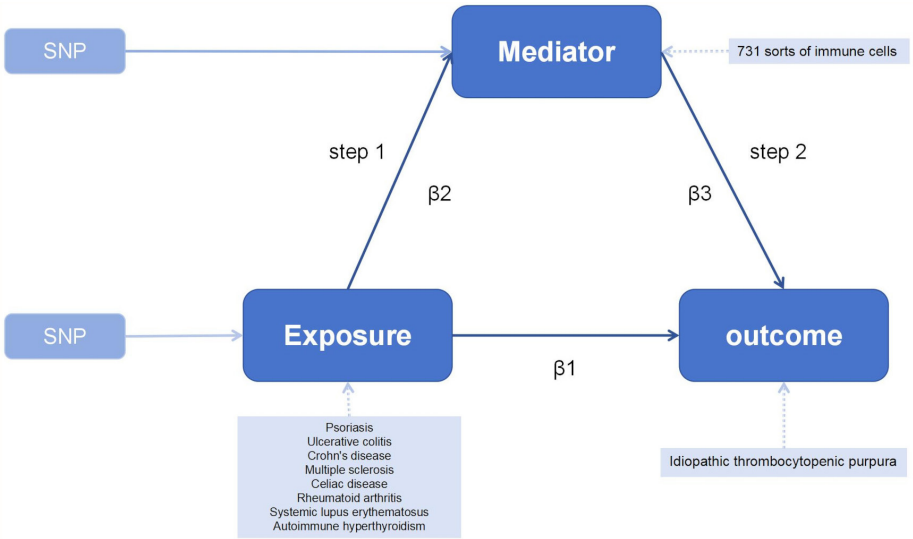 SNP
Mediator
731 sorts of immune cells
step 1
step 2
β2
β3
SNP
Exposure
outcome
β1
Psoriasis
Ulcerative colitis
Crohn's disease
Multiple sclerosis
Celiac disease
Rheumatoid arthritis
Systemic lupus erythematosus
Autoimmune hyperthyroidism
Idiopathic thrombocytopenic purpura